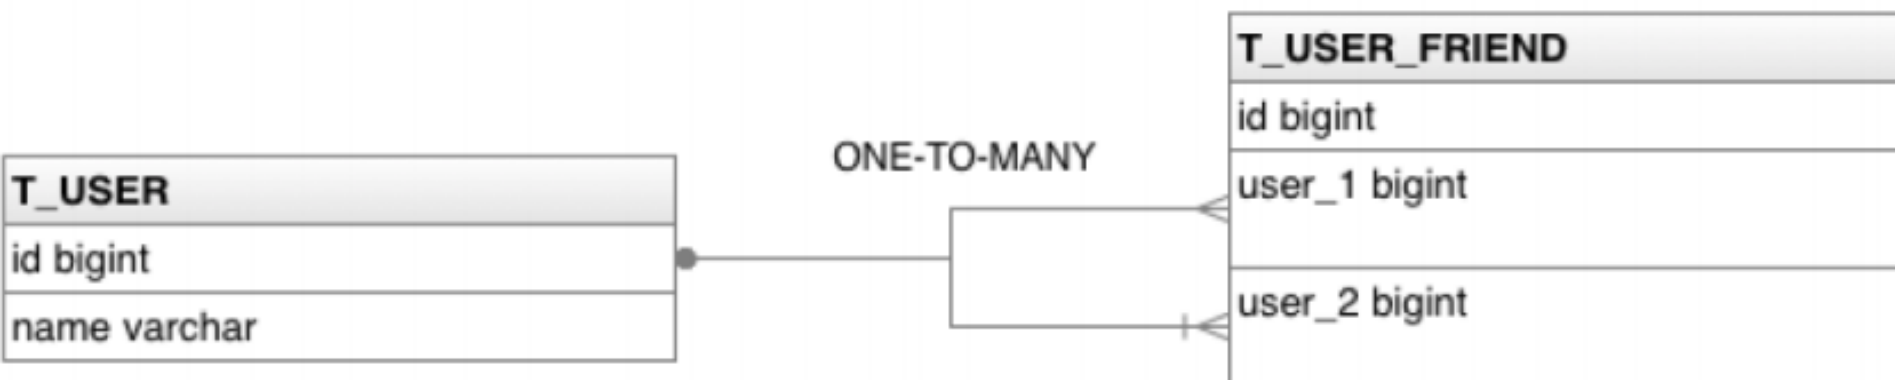 T_USER
id bigint
name varchar
ONE-TO-MANY
T_USER_FRIEND
id bigint
user_1 bigint
user_2 bigint